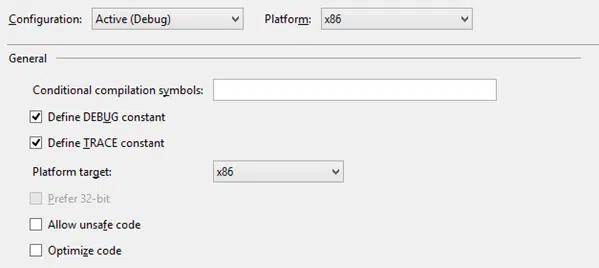 Configuration: Active (Debug) Platform: x86
General
Conditional compilation symbols:
Define DEBUG constant
Define TRACE constant
Platform target: x86
Prefer 32-bit
Allow unsafe code
Optimize code